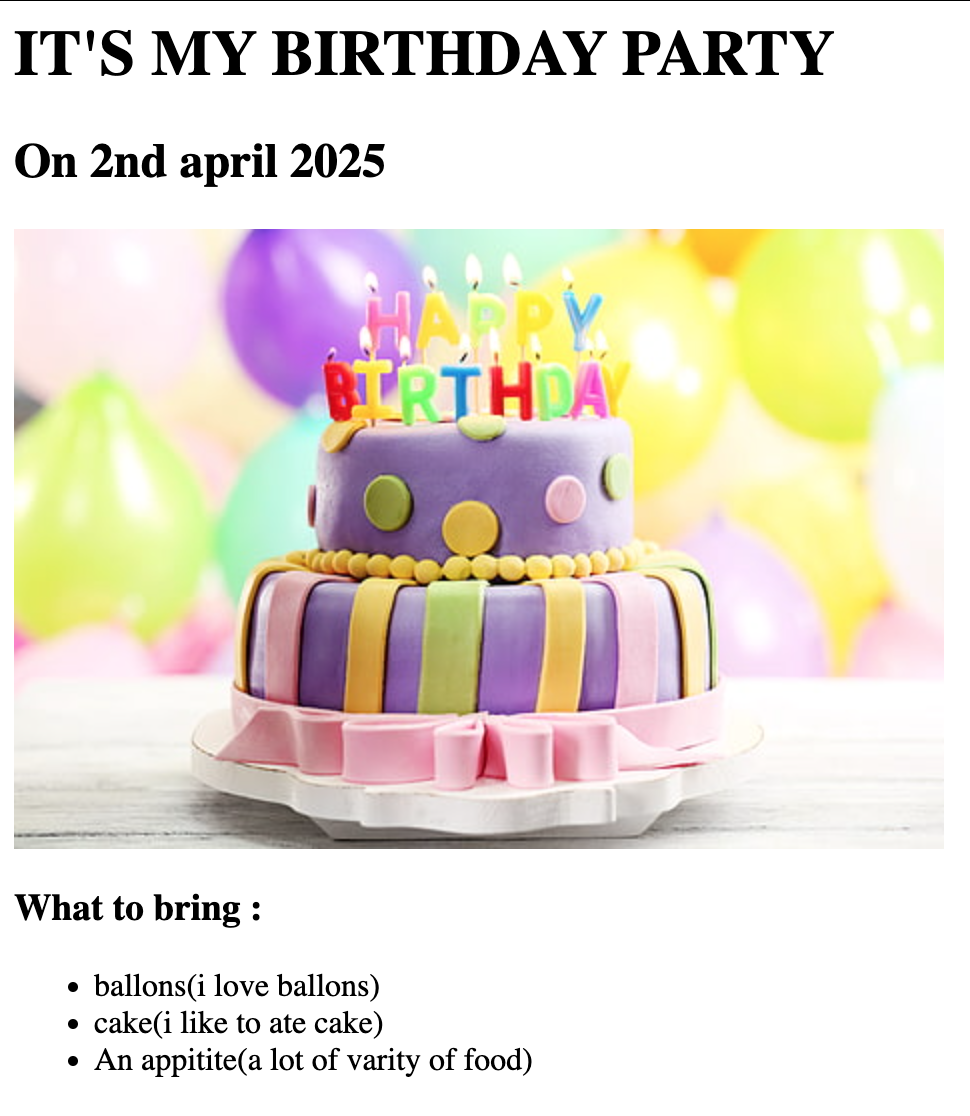 IT'S MY BIRTHDAY PARTY
On 2nd april 2025
HAPPY
BIRTHDAY
What to bring :
ballons(i love ballons)
cake(i like to ate cake)
An appitite(a lot of varity of food)